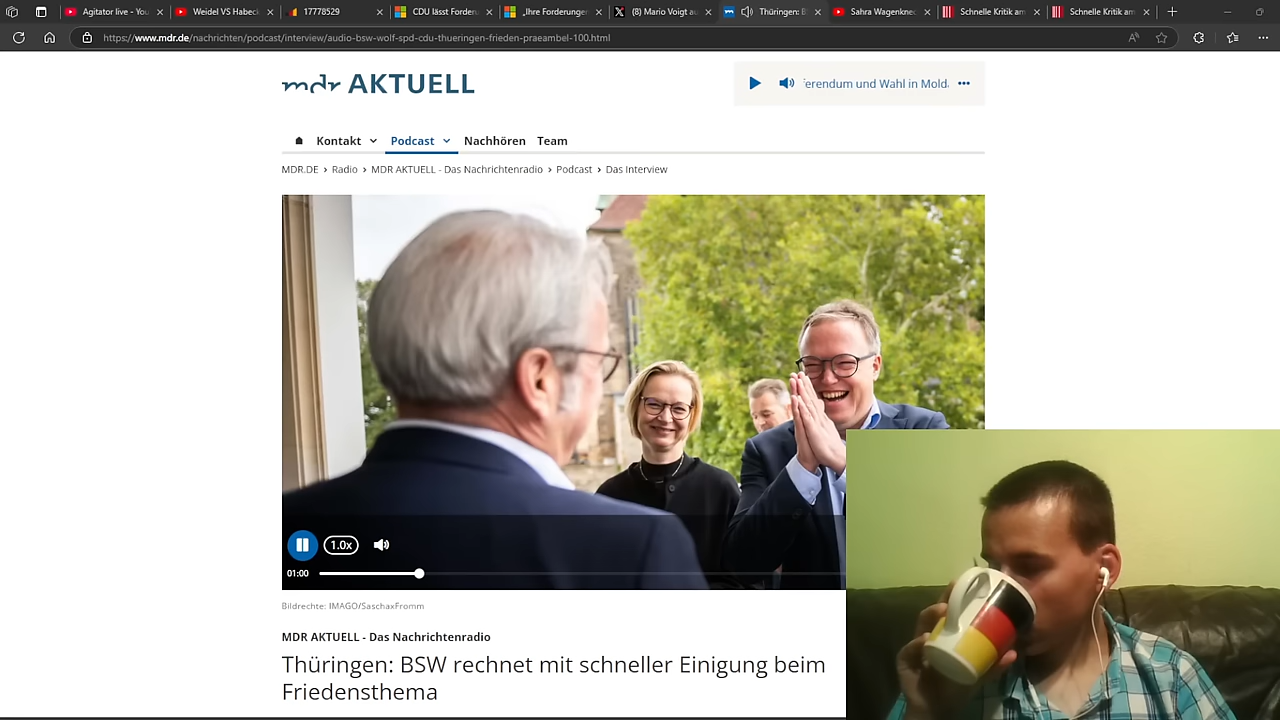 Agitator live - You
Weidel VS Habeck
17778529
CDU lässt Forden
„Ihre Forderungen
(8) Mario Voigt au
Thüringen: B
Sahra Wagenknec
Schnelle Kritik am
Schnelle Kritik am
https://www.mdr.de/nachrichten/podcast/interview/audio-bsw-wolf-spd-cdu-thueringen-frieden-praeambel-100.html
mdr AKTUELL
ferendum und Wahl in Mold
Kontakt
Podcast
Nachhören
Team
MDR.DE › Radio › MDR AKTUELL - Das Nachrichtenradio › Podcast › Das Interview
1.0x
01:00
Bildrechte: IMAGO/SaschaxFromm
MDR AKTUELL - Das Nachrichtenradio
Thüringen: BSW rechnet mit schneller Einigung beim
Friedensthema